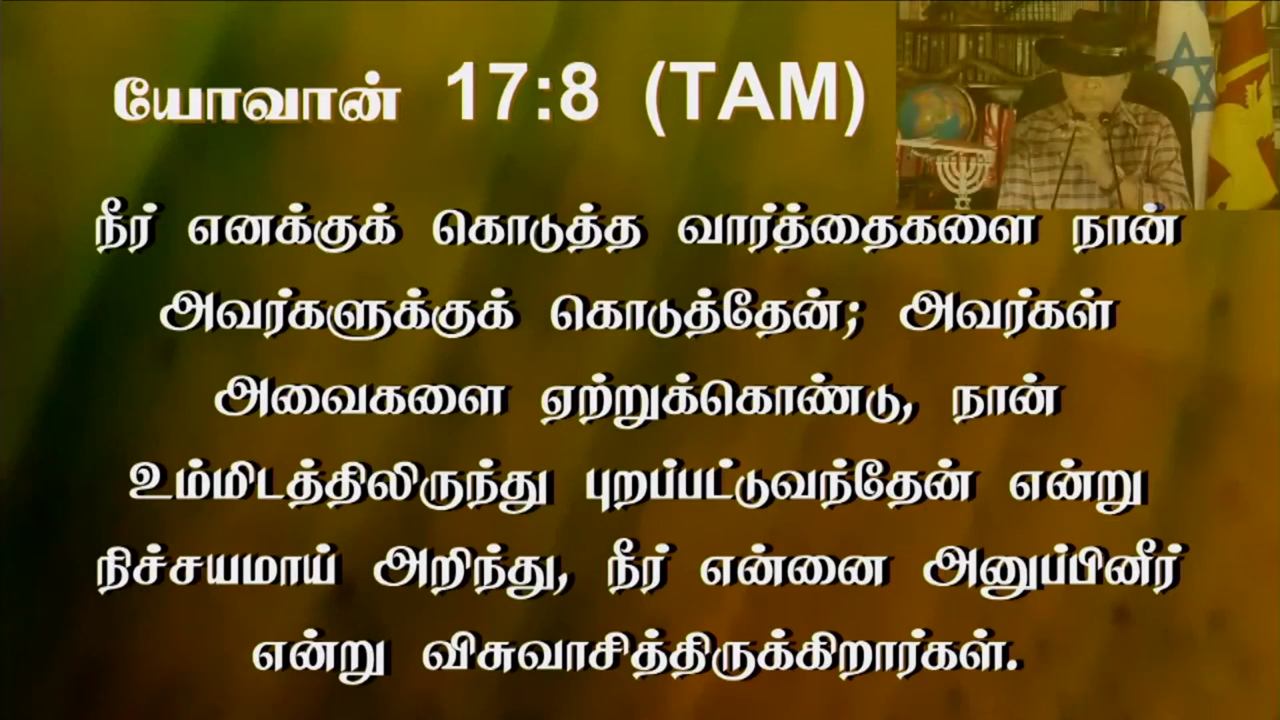 யோவான் 17:8 (TAM)
நீர் எனக்குக் கொடுத்த வார்த்தைகளை நான்
அவர்களுக்குக் கொடுத்தேன்; அவர்கள்
அவைகளை ஏற்றுக்கொண்டு, நான்
உம்மிடத்திலிருந்து புறப்பட்டுவந்தேன் என்று
நிச்சயமாய் அறிந்து, நீர் என்னை அனுப்பினீர்
என்று விசுவாசித்திருக்கிறார்கள்.